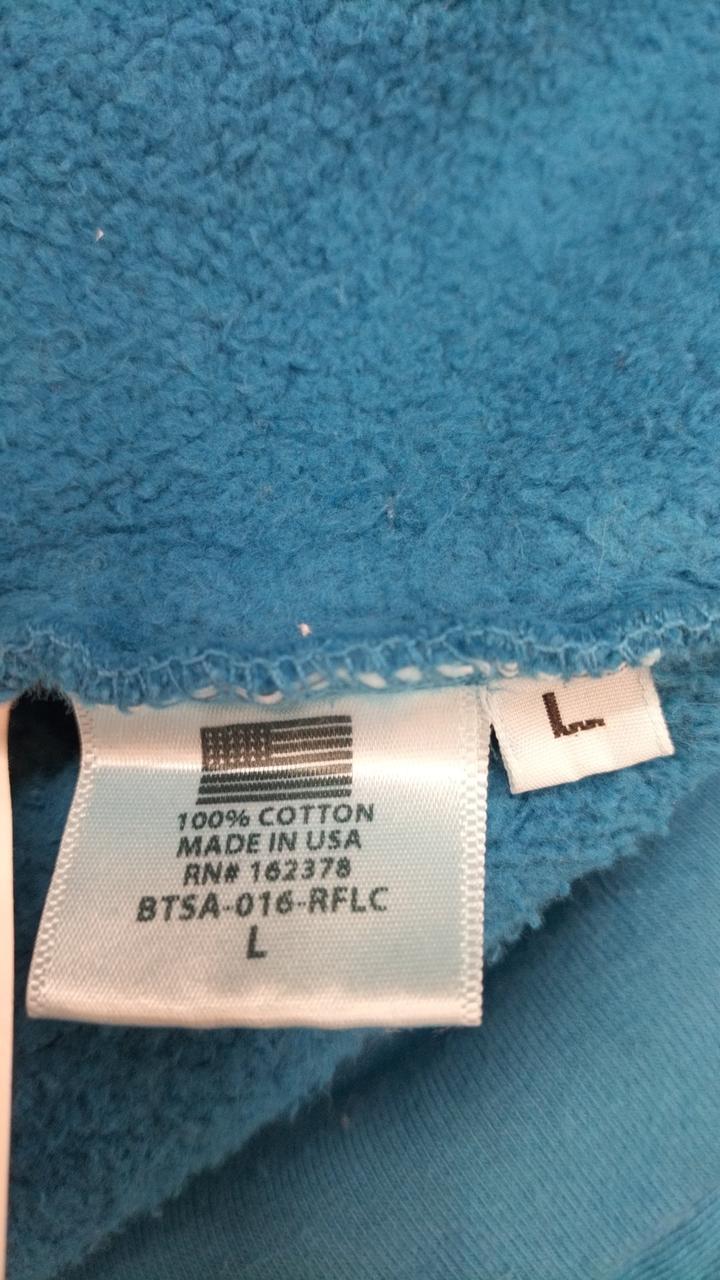 100% COTTON
MADE IN USA
RN# 162378
BTSA-016-RFLC
L
L